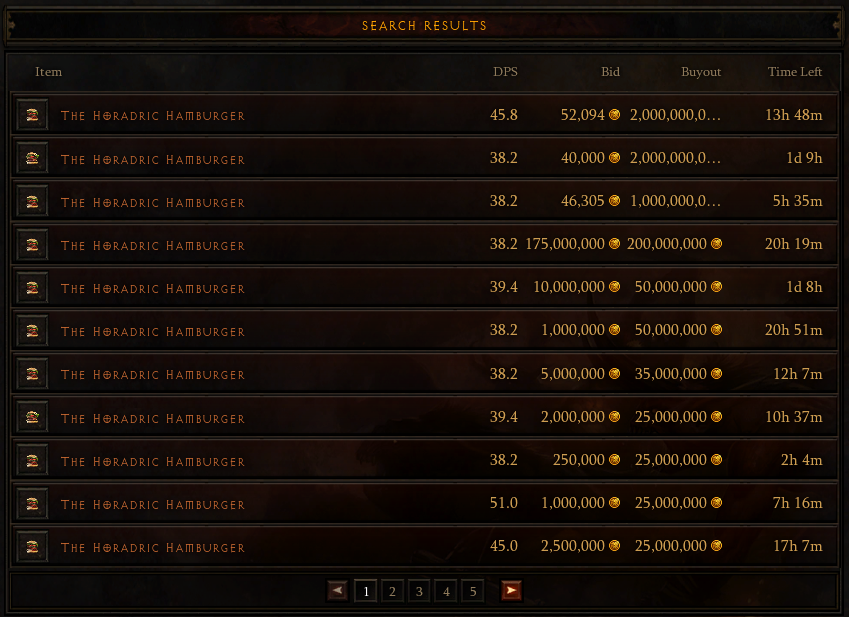 SEARCH RESULTS
Item DPS Bid Buyout Time Left
The Horadric Hamburger 45.8 52,094 2,000,000,0... 13h 48m
The Horadric Hamburger 38.2 40,000 2,000,000,0... 1d 9h
The Horadric Hamburger 38.2 46,305 1,000,000,0... 5h 35m
The Horadric Hamburger 38.2 175,000,000 200,000,000 20h 19m
The Horadric Hamburger 39.4 10,000,000 50,000,000 1d 8h
The Horadric Hamburger 38.2 1,000,000 50,000,000 20h 51m
The Horadric Hamburger 38.2 5,000,000 35,000,000 12h 7m
The Horadric Hamburger 39.4 2,000,000 25,000,000 10h 37m
The Horadric Hamburger 38.2 250,000 25,000,000 2h 4m
The Horadric Hamburger 51.0 1,000,000 25,000,000 7h 16m
The Horadric Hamburger 45.0 2,500,000 25,000,000 17h 7m
1 2 3 4 5